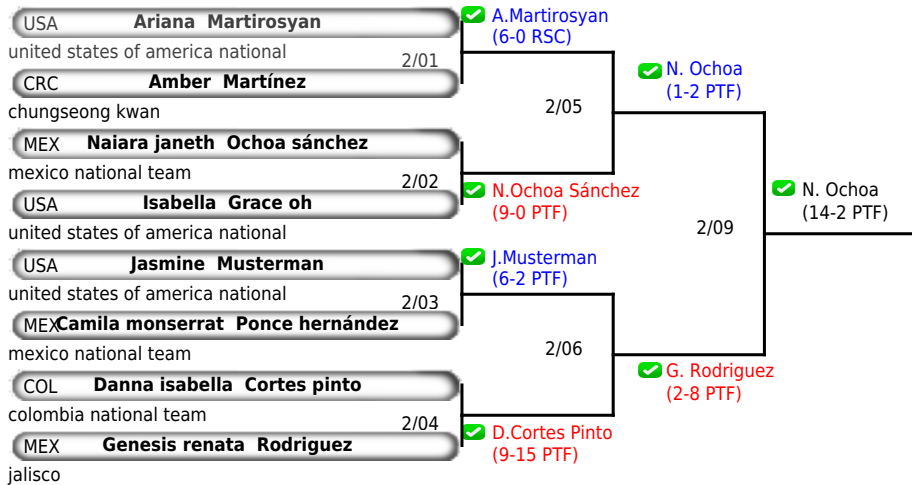 USA Ariana Martirosyan
united states of america national
2/01
CRC Amber Martínez
chungseong kwan
MEX Naiara janeth Ochoa sánchez
mexico national team
2/02
USA Isabella Grace oh
united states of america national
USA Jasmine Musterman
united states of america national
2/03
MEX Camila monserrat Ponce hernández
mexico national team
COL Danna isabella Cortes pinto
colombia national team
2/04
MEX Genesis renata Rodriguez
jalisco
A.Martirosyan
(6-0 RSC)
2/05
N.Ochoa Sánchez
(9-0 PTF)
J.Musterman
(6-2 PTF)
2/06
D.Cortes Pinto
(9-15 PTF)
N. Ochoa
(1-2 PTF)
2/09
G. Rodriguez
(2-8 PTF)
N. Ochoa
(14-2 PTF)